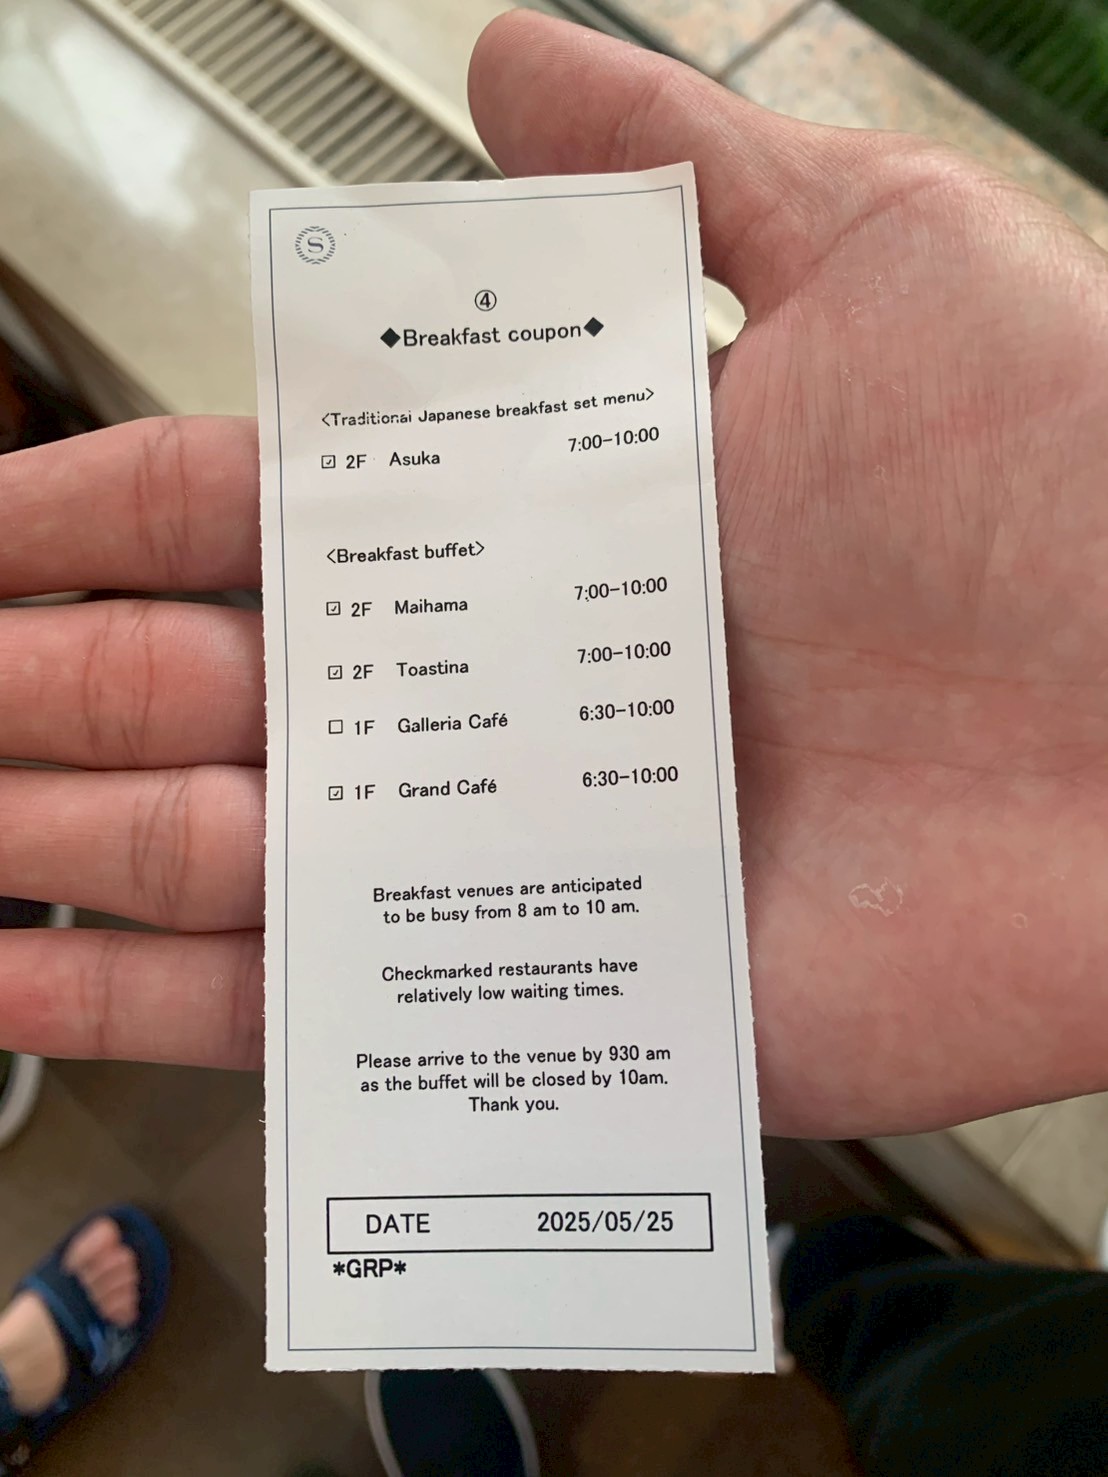 S
④
◆Breakfast coupon◆
<Traditional Japanese breakfast set menu>
☑ 2F Asuka 7:00-10:00
<Breakfast buffet>
☑ 2F Maihama 7:00-10:00
☑ 2F Toastina 7:00-10:00
☐ 1F Galleria Café 6:30-10:00
☑ 1F Grand Café 6:30-10:00
Breakfast venues are anticipated
to be busy from 8 am to 10 am.
Checkmarked restaurants have
relatively low waiting times.
Please arrive to the venue by 930 am
as the buffet will be closed by 10am.
Thank you.
DATE 2025/05/25
*GRP*